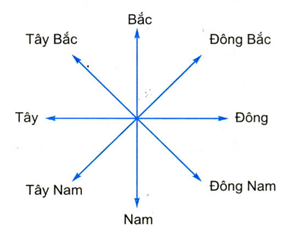 Bắc
Tây Bắc
Đông Bắc
Tây
Đông
Tây Nam
Đông Nam
Nam